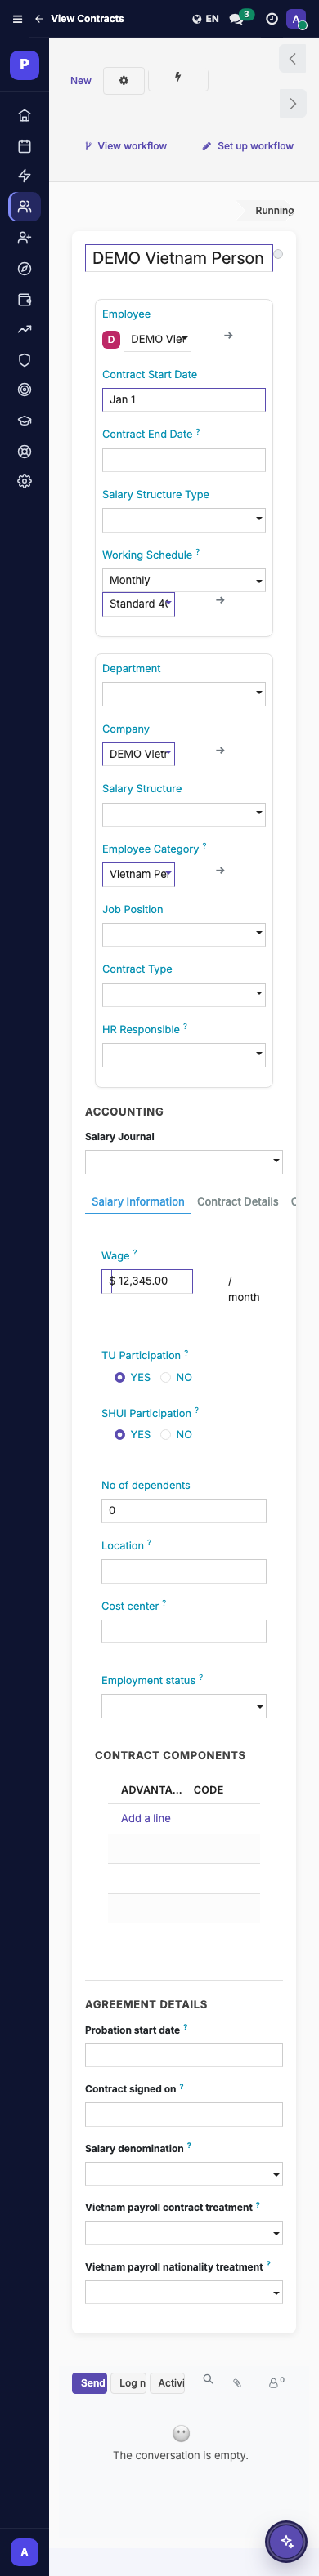 View Contracts
EN
3
A
P
New
View workflow
Set up workflow
Running
DEMO Vietnam Person
Employee
D
DEMO Viet
Contract Start Date
Jan 1
Contract End Date ?
Salary Structure Type
Working Schedule ?
Monthly
Standard 4
Department
Company
DEMO Viet
Salary Structure
Employee Category ?
Vietnam Pe
Job Position
Contract Type
HR Responsible ?
ACCOUNTING
Salary Journal
Salary Information
Contract Details
Wage ?
$ 12,345.00
/
month
TU Participation ?
YES
NO
SHUI Participation ?
YES
NO
No of dependents
0
Location ?
Cost center ?
Employment status ?
CONTRACT COMPONENTS
ADVANTA...
CODE
Add a line
AGREEMENT DETAILS
Probation start date ?
Contract signed on ?
Salary denomination ?
Vietnam payroll contract treatment ?
Vietnam payroll nationality treatment ?
Send
Log n
Activi
0
The conversation is empty.
A